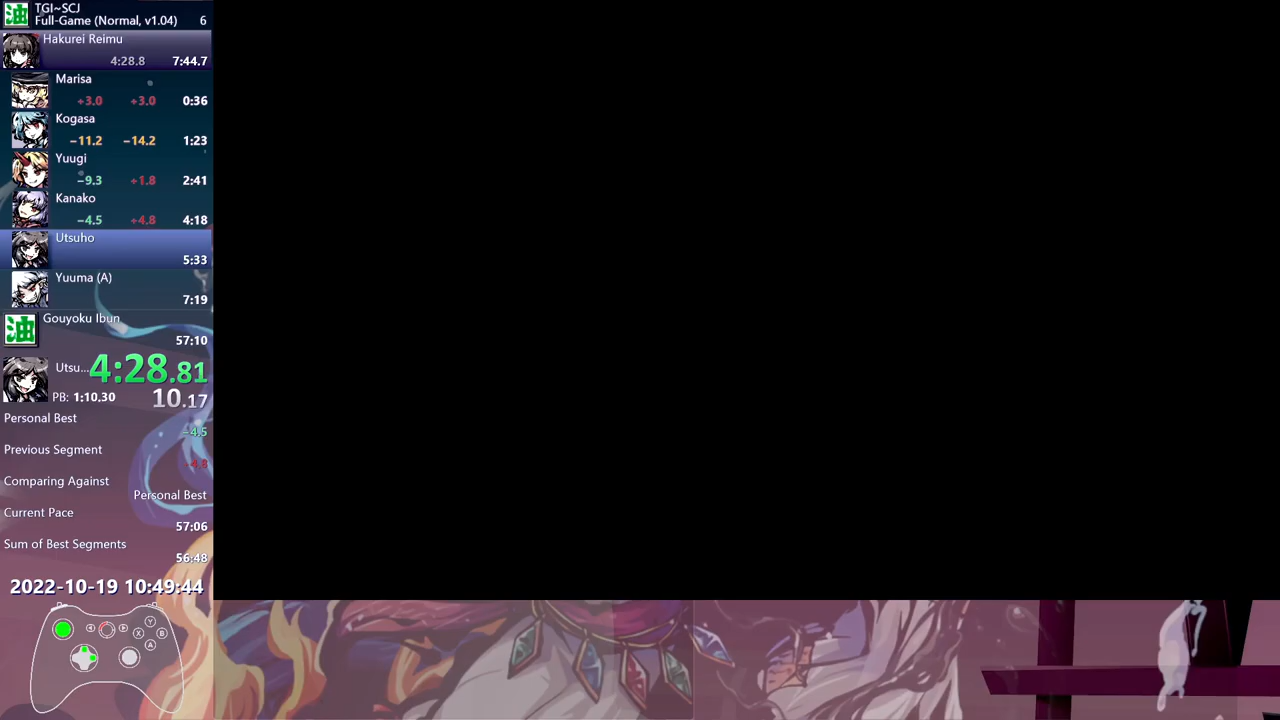 油
TGI~SCJ
Full-Game (Normal, v1.04) 6
Hakurei Reimu
4:28.8 7:44.7
Marisa
+3.0 +3.0 0:36
Kogasa
−11.2 −14.2 1:23
Yuugi
−9.3 +1.8 2:41
Kanako
−4.5 +4.8 4:18
Utsuho
5:33
Yuuma (A)
7:19
油
Gouyoku Ibun
57:10
Utsu... 4:28.81
PB: 1:10.30 10.17
Personal Best
−4.5
Previous Segment
+4.8
Comparing Against
Personal Best
Current Pace
57:06
Sum of Best Segments
56:48
2022-10-19 10:49:44
Y
X B
A